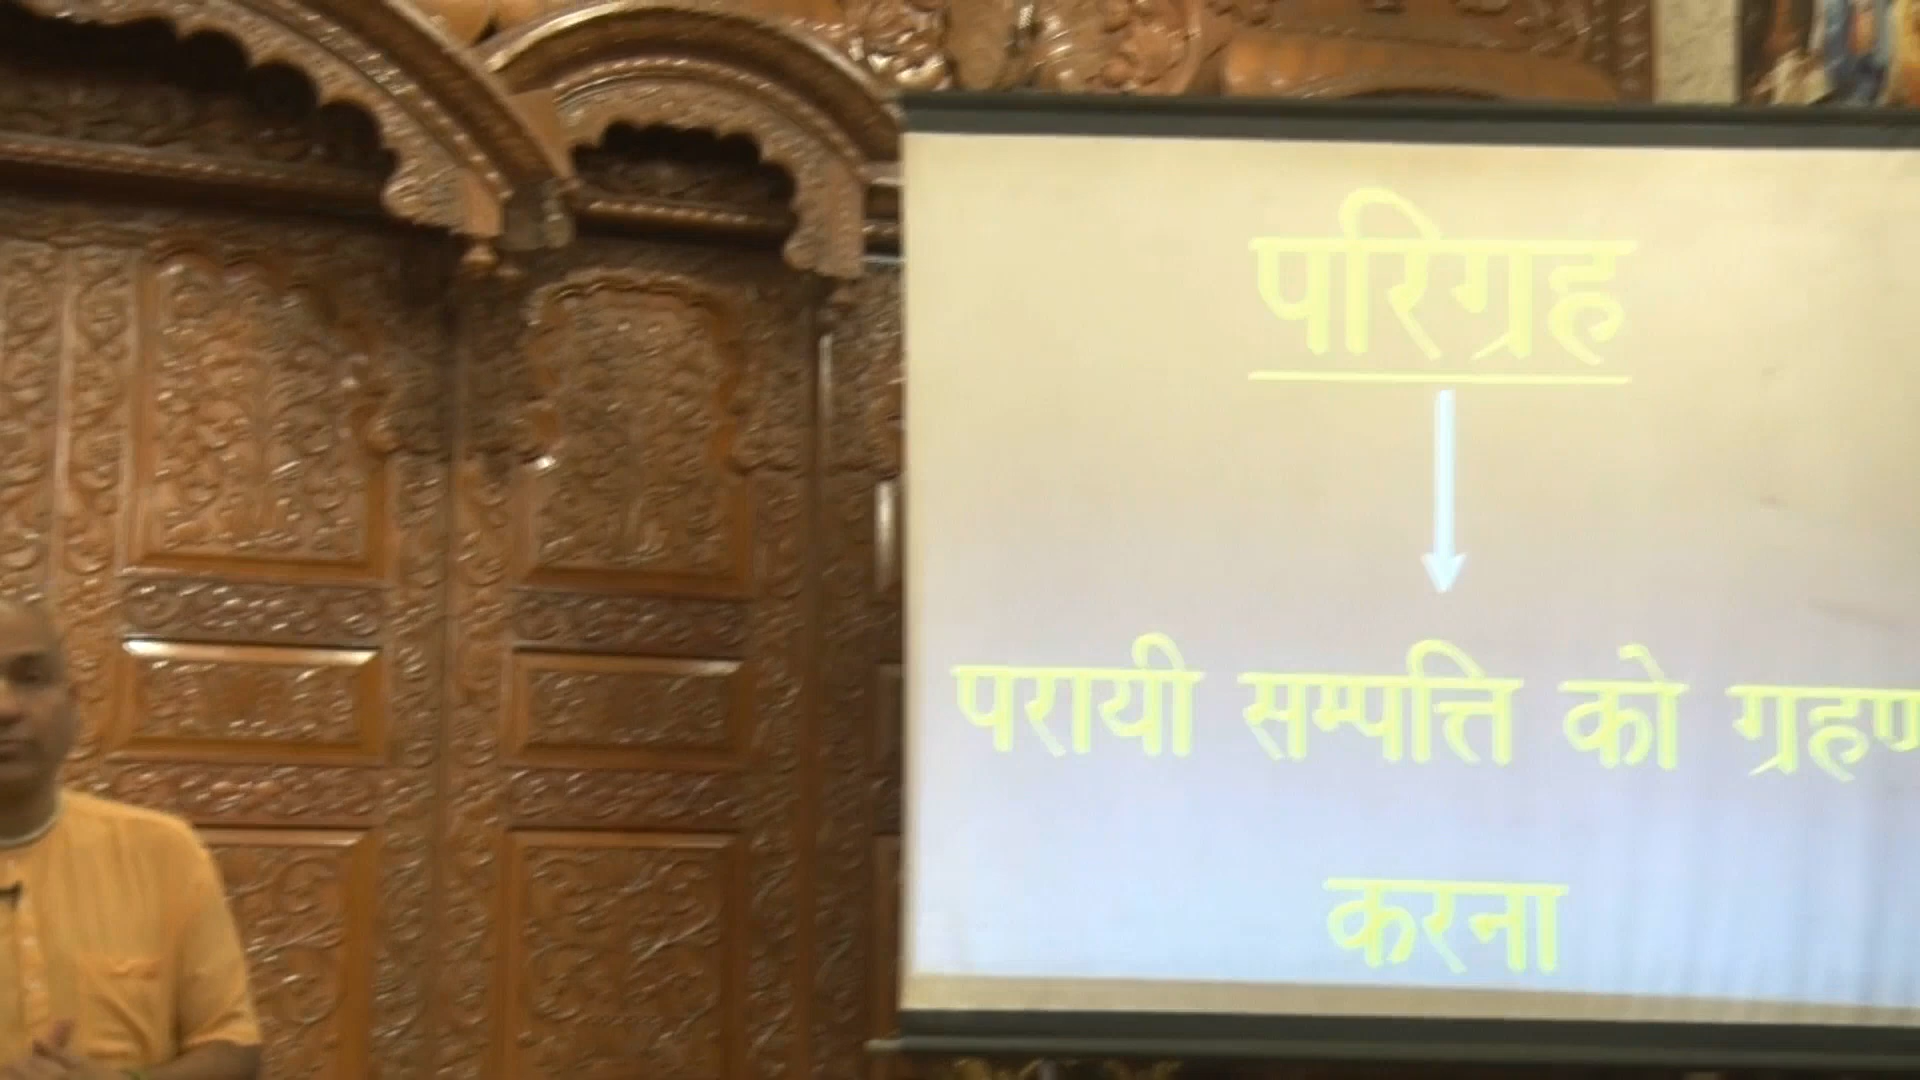 परिग्रह
परायी सम्पत्ति को ग्रहण
करना